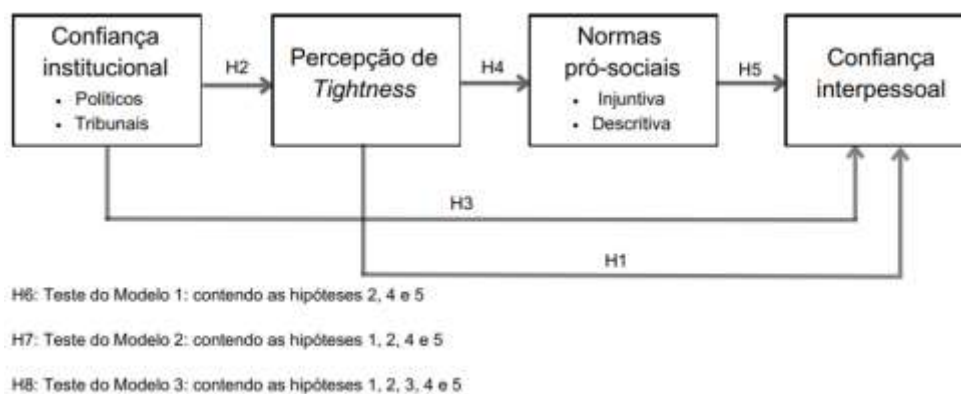 Confiança
institucional
• Políticos
• Tribunais
H2
Percepção de
Tightness
H4
Normas
pró-sociais
• Injuntiva
• Descritiva
H5
Confiança
interpessoal
H3
H1
H6: Teste do Modelo 1: contendo as hipóteses 2, 4 e 5
H7: Teste do Modelo 2: contendo as hipóteses 1, 2, 4 e 5
H8: Teste do Modelo 3: contendo as hipóteses 1, 2, 3, 4 e 5